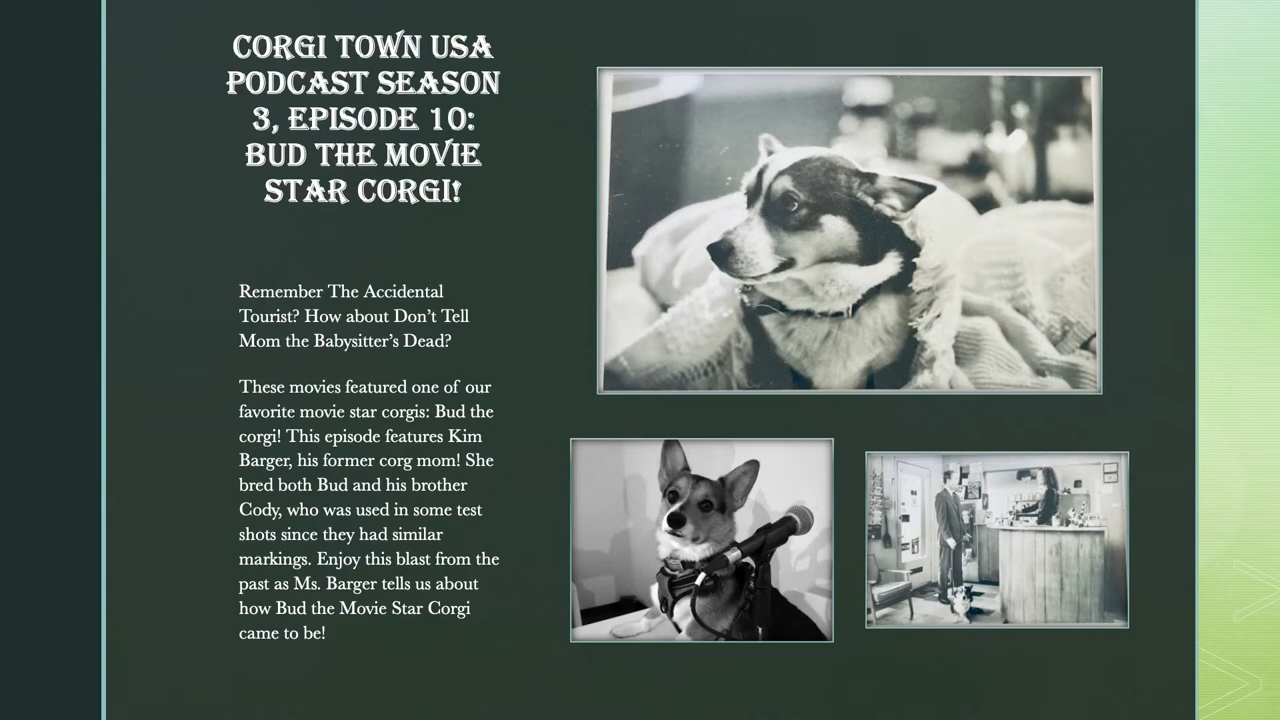 CORGI TOWN USA
PODCAST SEASON
3, EPISODE 10:
BUD THE MOVIE
STAR CORGI!
Remember The Accidental
Tourist? How about Don’t Tell
Mom the Babysitter’s Dead?
These movies featured one of our
favorite movie star corgis: Bud the
corgi! This episode features Kim
Barger, his former corg mom! She
bred both Bud and his brother
Cody, who was used in some test
shots since they had similar
markings. Enjoy this blast from the
past as Ms. Barger tells us about
how Bud the Movie Star Corgi
came to be!